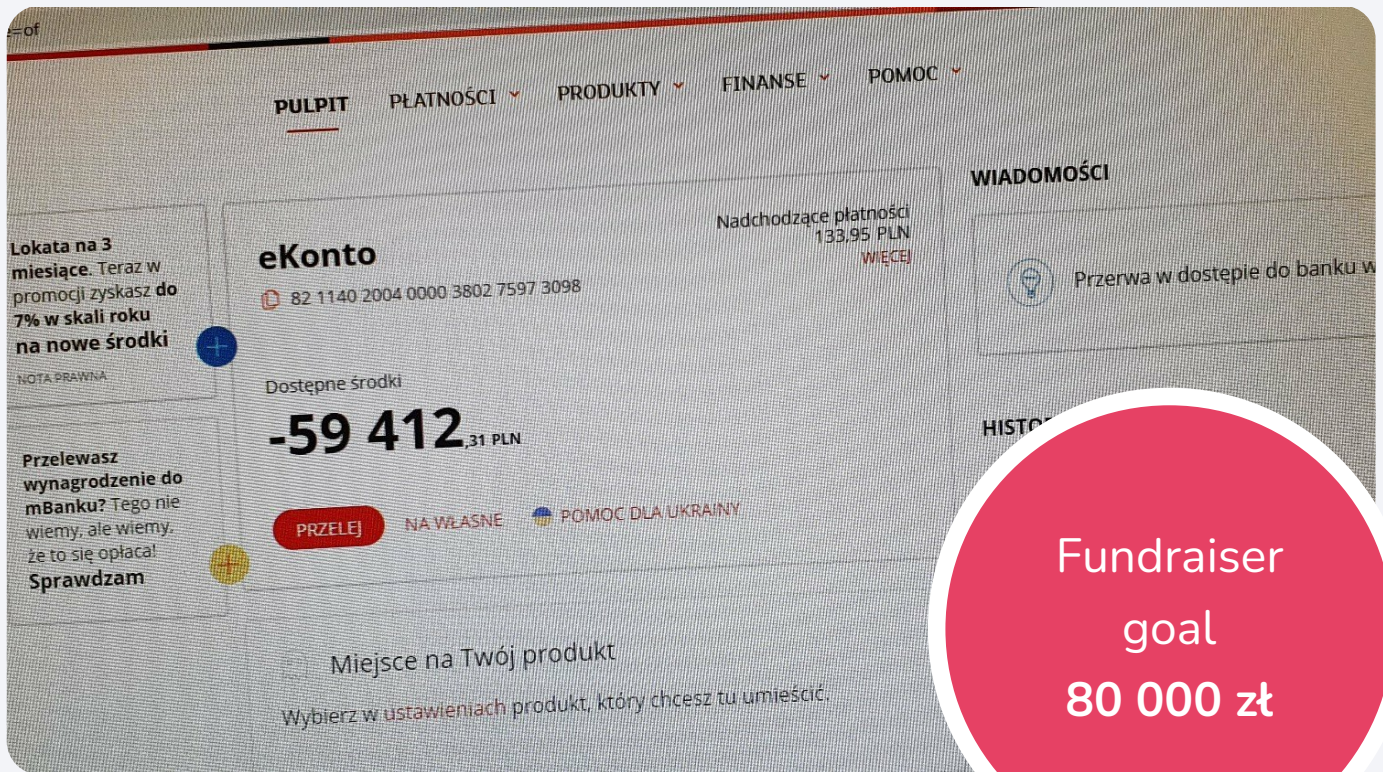 =of
PULPIT PŁATNOŚCI PRODUKTY FINANSE POMOC
Lokata na 3
miesiące. Teraz w
promocji zyskasz do
7% w skali roku
na nowe środki
NOTA PRAWNA
Przelewasz
wynagrodzenie do
mBanku? Tego nie
wiemy, ale wiemy,
że to się opłaca!
Sprawdzam
eKonto
82 1140 2004 0000 3802 7597 3098
Nadchodzące płatności
133,95 PLN
WIĘCEJ
Dostępne środki
-59 412,31 PLN
PRZELEJ NA WŁASNE POMOC DLA UKRAINY
Miejsce na Twój produkt
Wybierz w ustawieniach produkt, który chcesz tu umieścić.
WIADOMOŚCI
Przerwa w dostępie do banku w
HISTO
Fundraiser
goal
80 000 zł